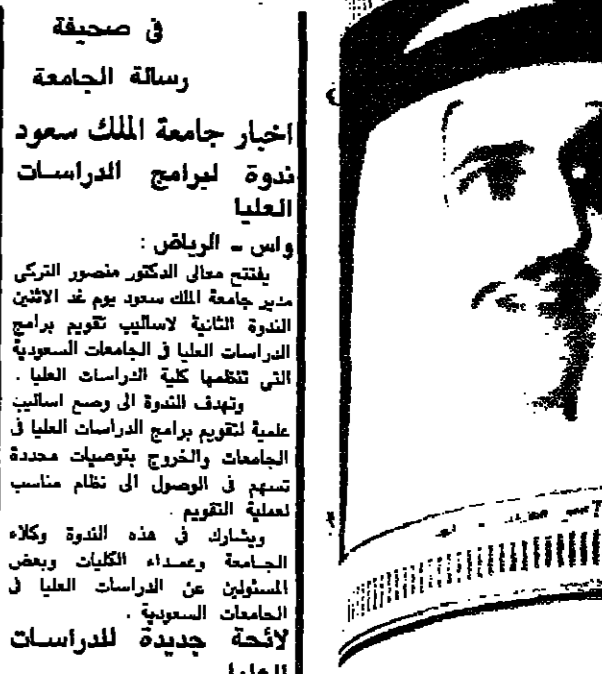 في صحيفة
رسالة الجامعة
اخبار جامعة الملك سعود
ندوة لبرامج الدراسات
العليا
واس - الرياض :
يفتتح معالى الدكتور منصور التركى
مدير جامعة الملك سعود يوم غد الاثنين
الندوة الثانية لاساليب تقويم برامج
الدراسات العليا في الجامعات السعودية
التي تنظمها كلية الدراسات العليا .
وتهدف الندوة الى وضع اساليب
علمية لتقويم برامج الدراسات العليا في
الجامعات والخروج بتوصيات محددة
تسهم في الوصول الى نظام مناسب
لعملية التقويم .
ويشارك في هذه الندوة وكلاء
الجامعة وعمداء الكليات وبعض
المسئولين عن الدراسات العليا في
الجامعات السعودية .
لائحة جديدة للدراسات
العليا